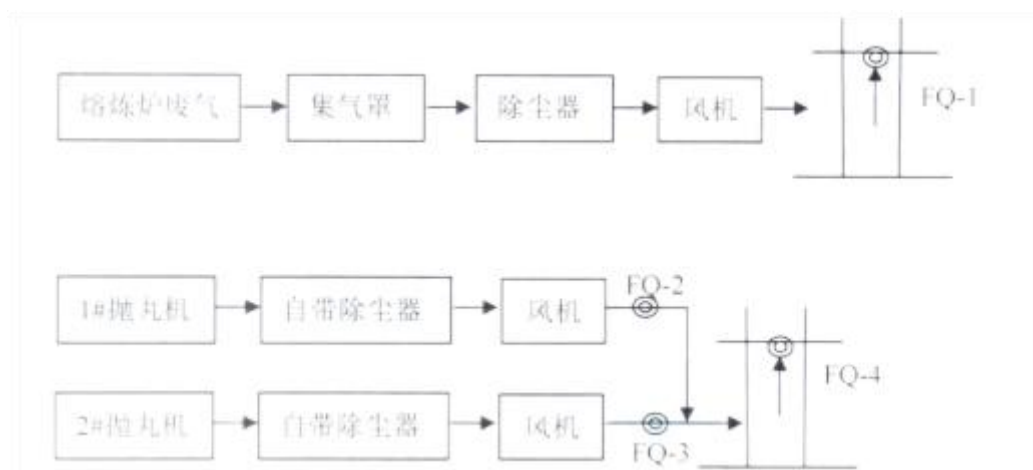 熔炼炉废气 集气罩 除尘器 风机 FQ-1
FQ-2
1#抛丸机 自带除尘器 风机
FQ-4
2#抛丸机 自带除尘器 风机
FQ-3